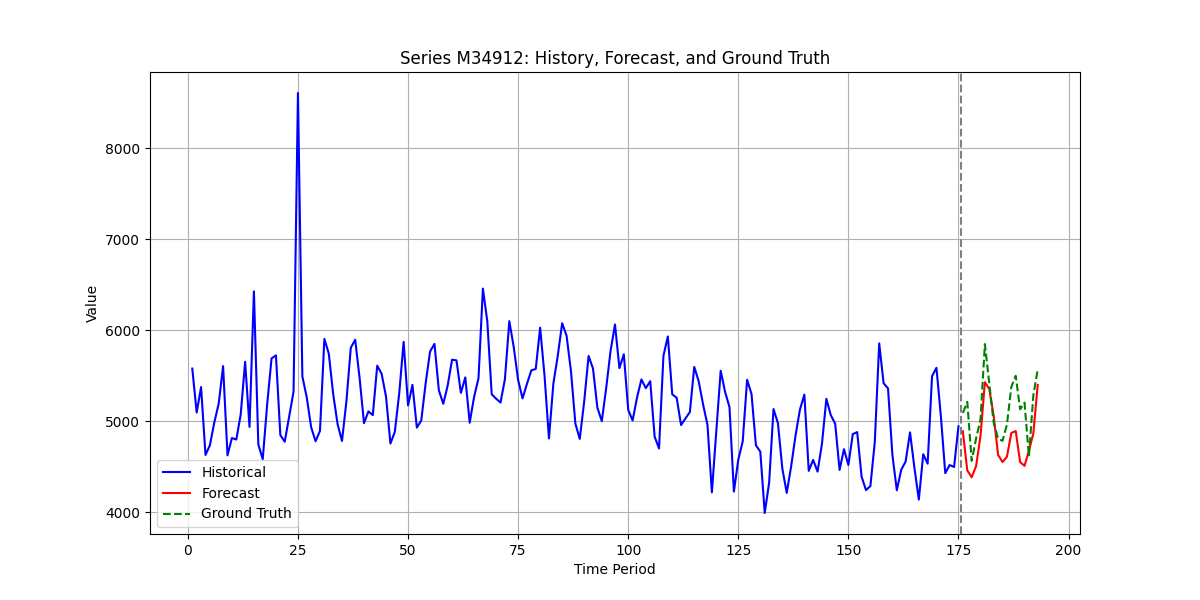 Series M34912: History, Forecast, and Ground Truth
Value
8000
7000
6000
5000
4000
Historical
Forecast
Ground Truth
0 25 50 75 100 125 150 175 200
Time Period